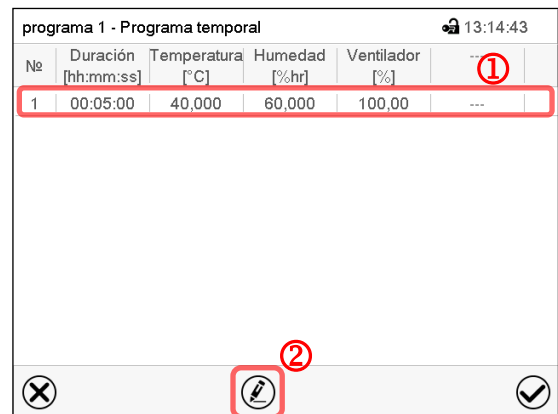 programa 1 - Programa temporal 13:14:43
Nº Duración [hh:mm:ss] Temperatura [°C] Humedad [%hr] Ventilador [%] ---
①
1 00:05:00 40,000 60,000 100,00 ---
②